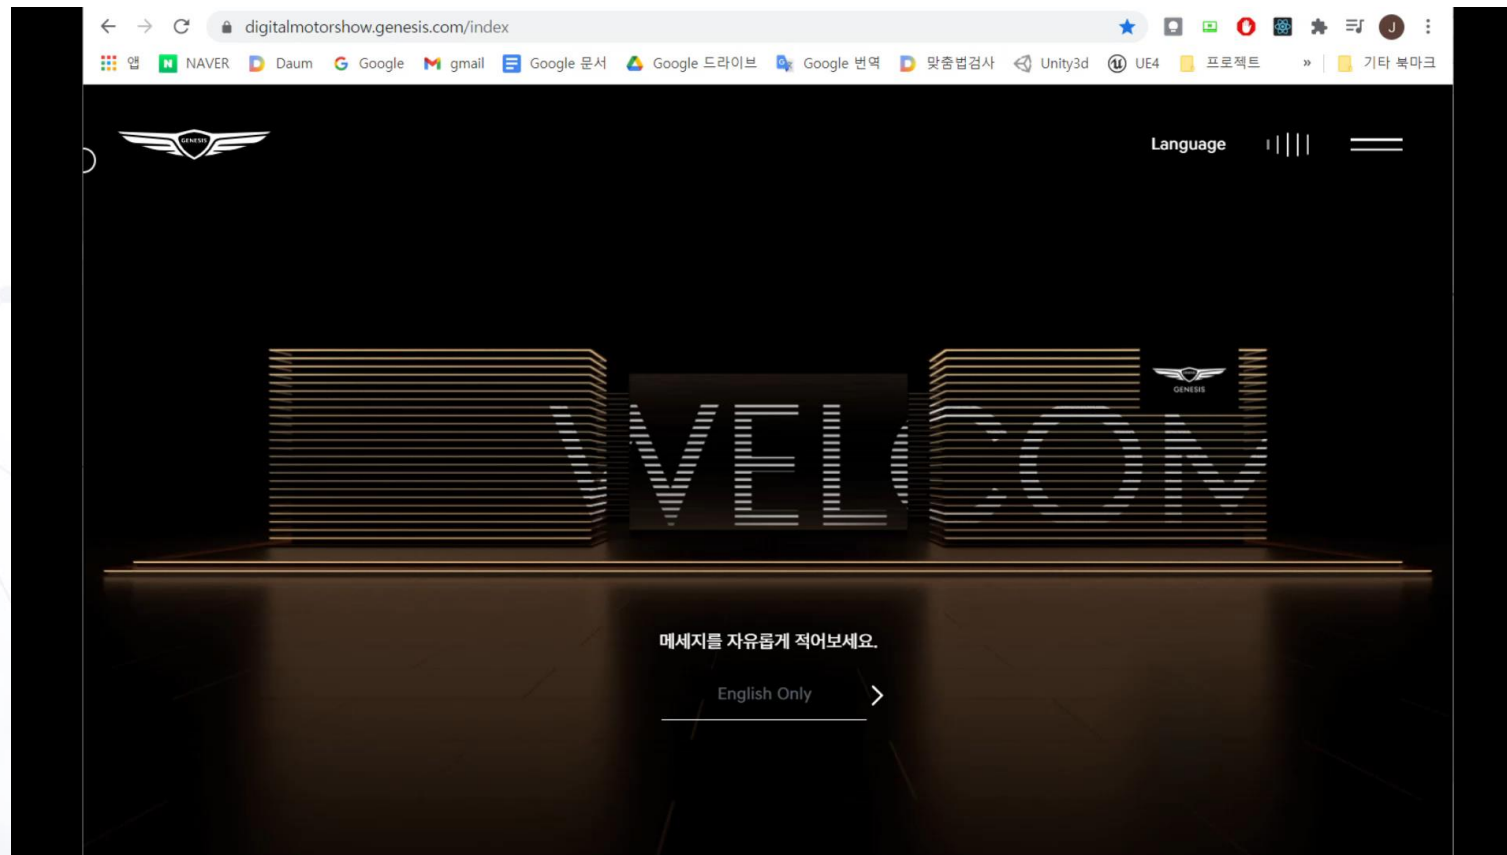 digitalmotorshow.genesis.com/index
앱 NAVER Daum Google gmail Google 문서 Google 드라이브 Google 번역 맞춤법검사 Unity3d UE4 프로젝트 » 기타 북마크
GENESIS
Language
GENESIS
WELCOM
메세지를 자유롭게 적어보세요.
English Only